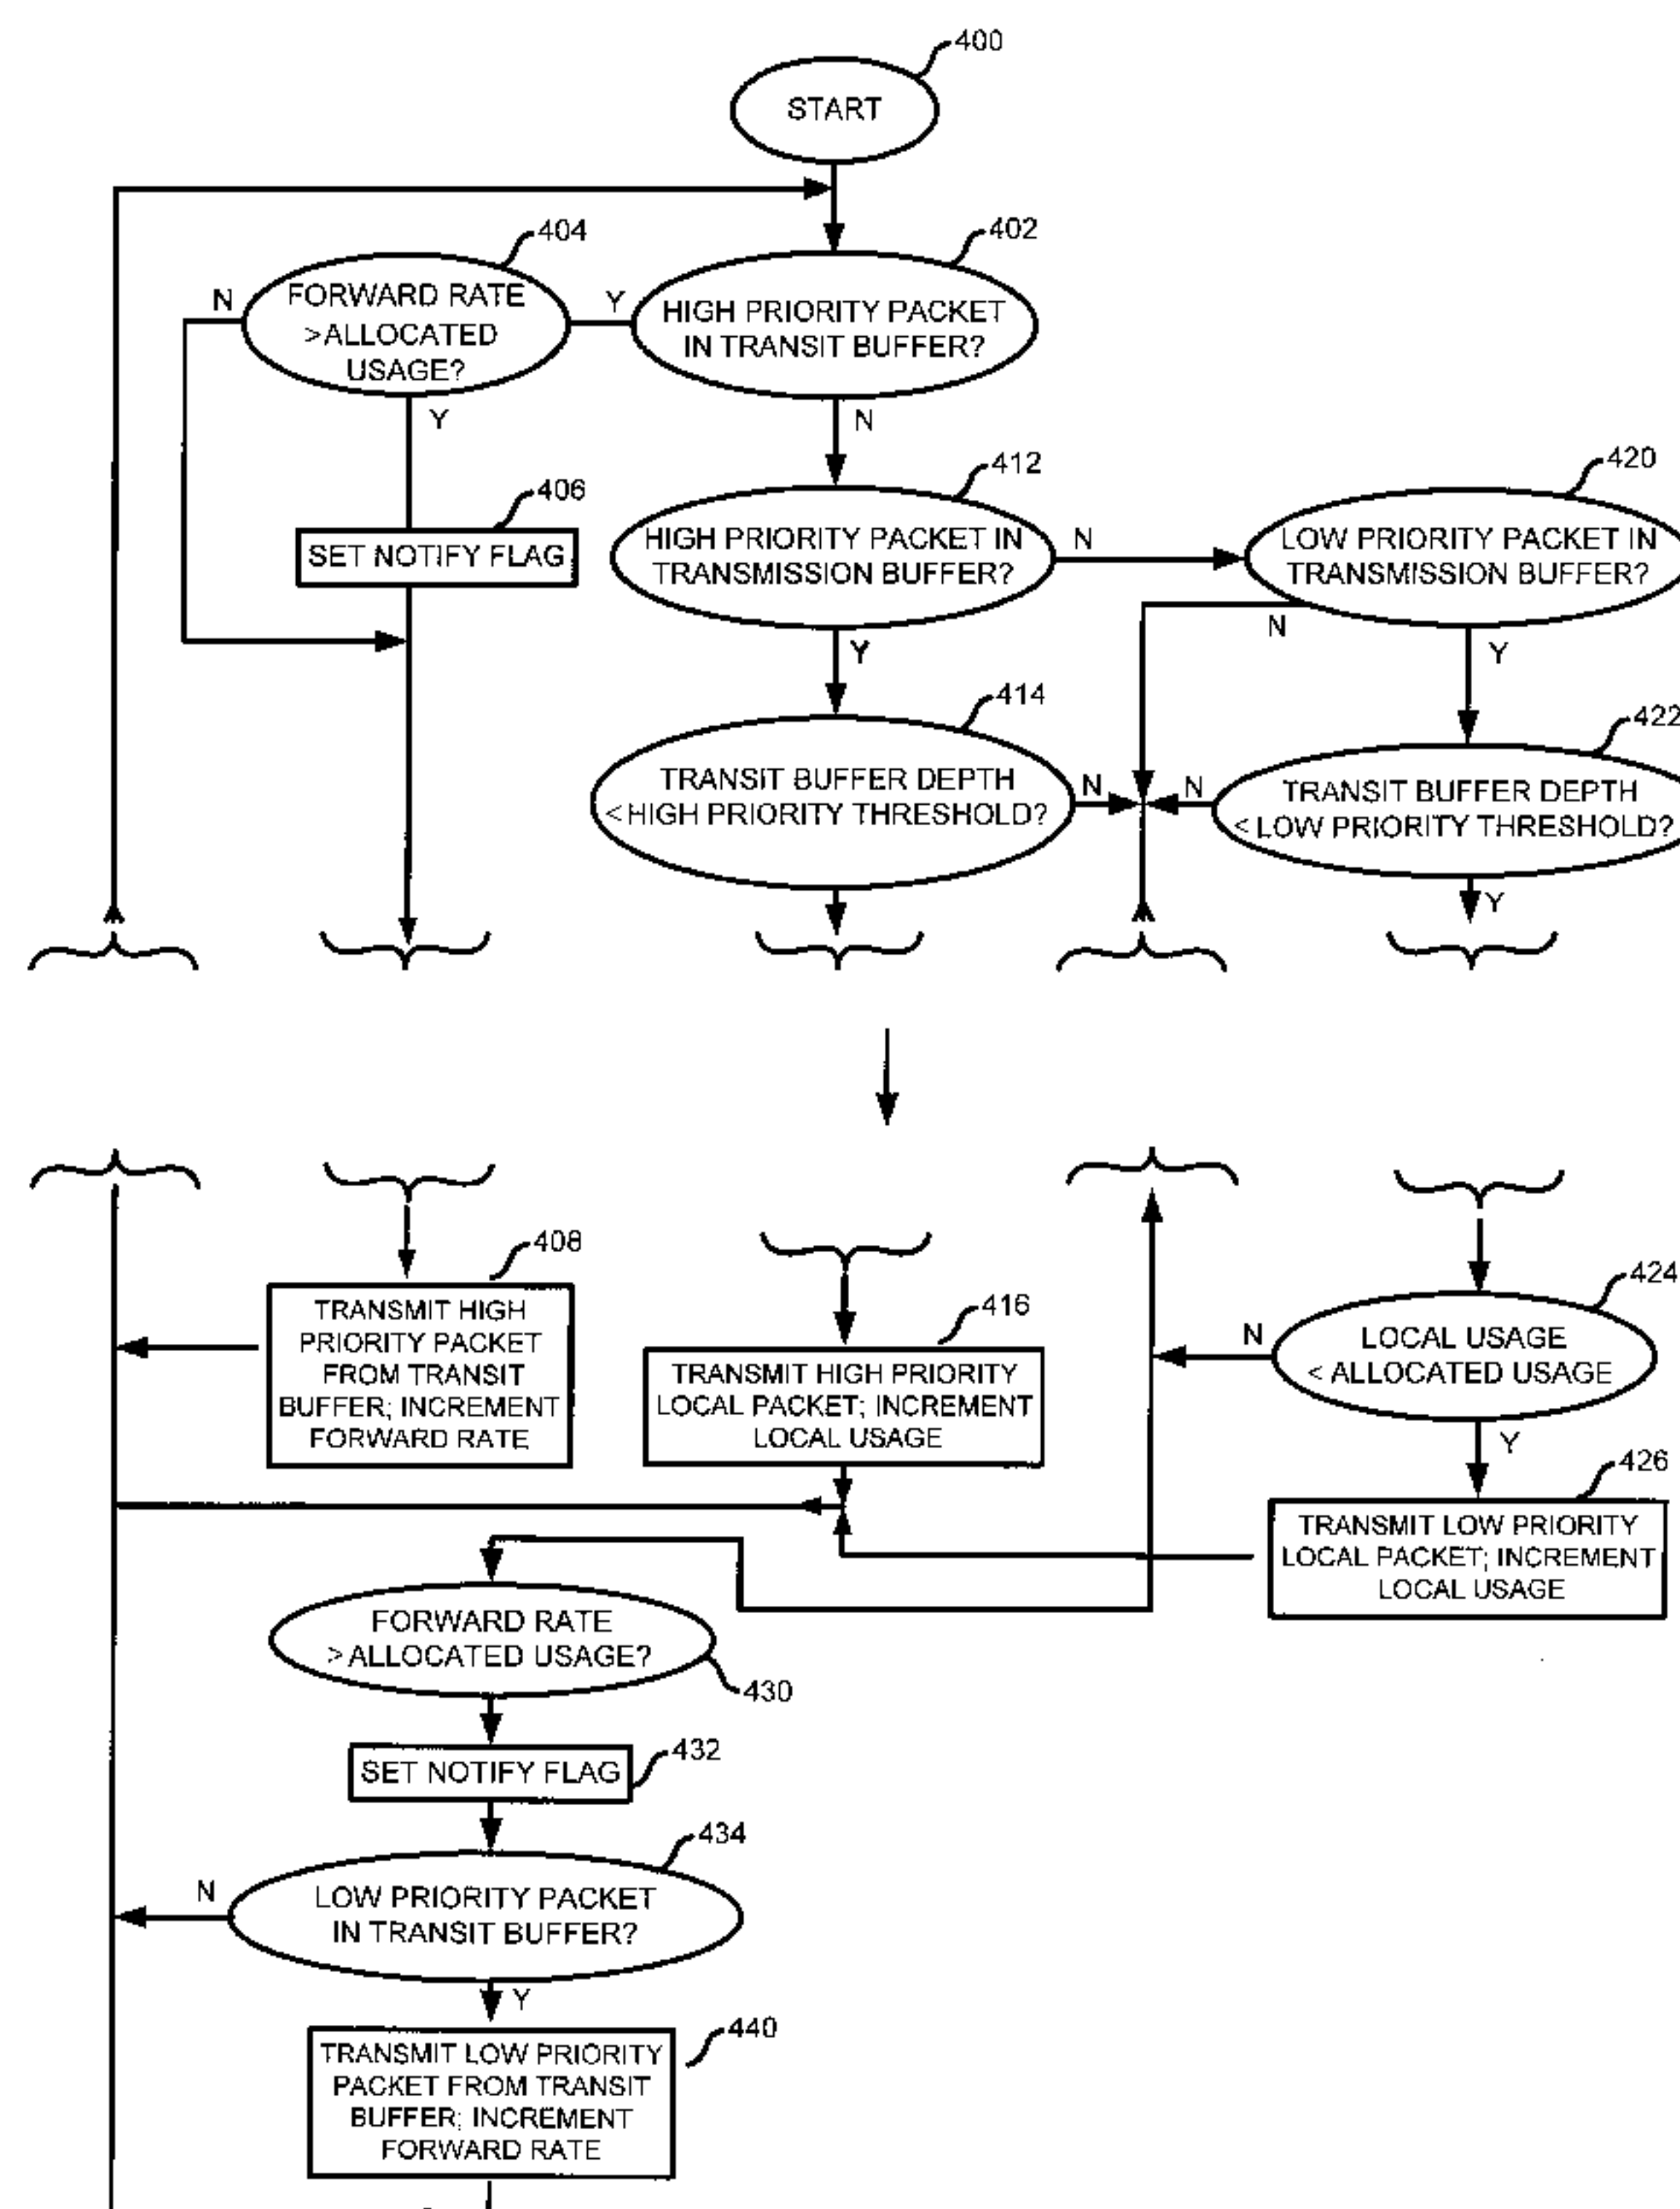 400
START
404
402
N
FORWARD RATE
>ALLOCATED
USAGE?
Y
HIGH PRIORITY PACKET
IN TRANSIT BUFFER?
Y
N
406
SET NOTIFY FLAG
412
HIGH PRIORITY PACKET IN
TRANSMISSION BUFFER?
N
420
LOW PRIORITY PACKET IN
TRANSMISSION BUFFER?
N
Y
Y
414
TRANSIT BUFFER DEPTH
< HIGH PRIORITY THRESHOLD?
N
N
422
TRANSIT BUFFER DEPTH
< LOW PRIORITY THRESHOLD?
Y
408
TRANSMIT HIGH
PRIORITY PACKET
FROM TRANSIT
BUFFER; INCREMENT
FORWARD RATE
416
TRANSMIT HIGH PRIORITY
LOCAL PACKET; INCREMENT
LOCAL USAGE
424
N
LOCAL USAGE
< ALLOCATED USAGE
Y
426
TRANSMIT LOW PRIORITY
LOCAL PACKET; INCREMENT
LOCAL USAGE
FORWARD RATE
>ALLOCATED USAGE?
430
SET NOTIFY FLAG
432
434
N
LOW PRIORITY PACKET
IN TRANSIT BUFFER?
Y
440
TRANSMIT LOW PRIORITY
PACKET FROM TRANSIT
BUFFER; INCREMENT
FORWARD RATE